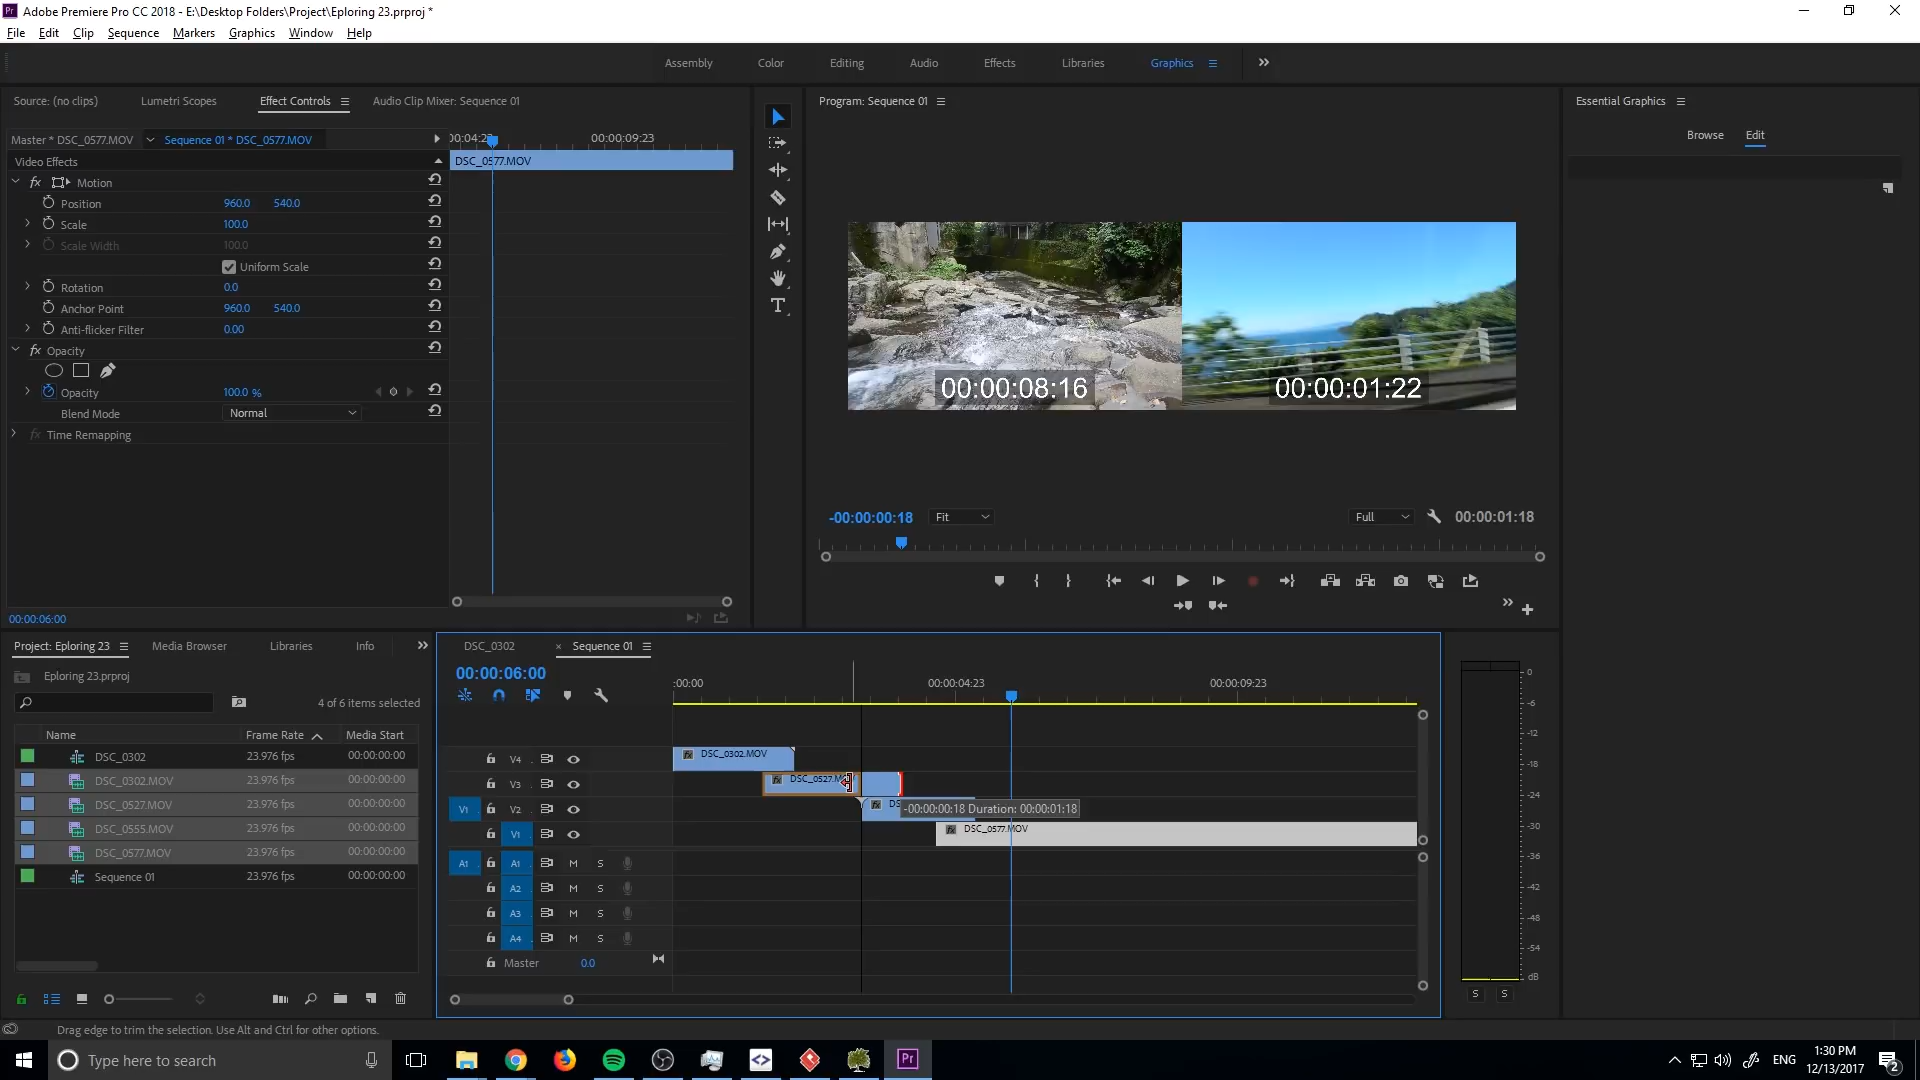 Adobe Premiere Pro CC 2018 - E:\Desktop Folders\Project\Eploring 23.prproj *
File Edit Clip Sequence Markers Graphics Window Help
Assembly Color Editing Audio Effects Libraries Graphics
Source: (no clips) Lumetri Scopes Effect Controls Audio Clip Mixer: Sequence 01
Program: Sequence 01
Essential Graphics
Browse Edit
Master * DSC_0577.MOV Sequence 01 * DSC_0577.MOV
00:04:23 00:00:09:23
Video Effects
DSC_0577.MOV
fx Motion
Position 960.0 540.0
Scale 100.0
Scale Width 100.0
Uniform Scale
Rotation 0.0
Anchor Point 960.0 540.0
Anti-flicker Filter 0.00
fx Opacity
Opacity 100.0 %
Blend Mode Normal
fx Time Remapping
00:00:06:00
00:00:08:16 00:00:01:22
-00:00:00:18 Fit Full 00:00:01:18
Project: Eploring 23 Media Browser Libraries Info
Eploring 23.prproj
4 of 6 items selected
Name Frame Rate Media Start
DSC_0302 23.976 fps 00:00:00:00
DSC_0302.MOV 23.976 fps 00:00:00:00
DSC_0527.MOV 23.976 fps 00:00:00:00
DSC_0555.MOV 23.976 fps 00:00:00:00
DSC_0577.MOV 23.976 fps 00:00:00:00
Sequence 01 23.976 fps 00:00:00:00
DSC_0302 × Sequence 01
00:00:06:00
:00:00 00:00:04:23 00:00:09:23
V4 fx DSC_0302.MOV
V3 fx DSC_0527.M
V1 V2 fx DS
-00:00:00:18 Duration: 00:00:01:18
V1 fx DSC_0577.MOV
A1 A1 M S
A2 M S
A3 M S
A4 M S
Master 0.0
0
-6
-12
-18
-24
-30
-36
-42
-48
-54
dB
S S
Drag edge to trim the selection. Use Alt and Ctrl for other options.
Type here to search
Pr
ENG
1:30 PM
12/13/2017
2